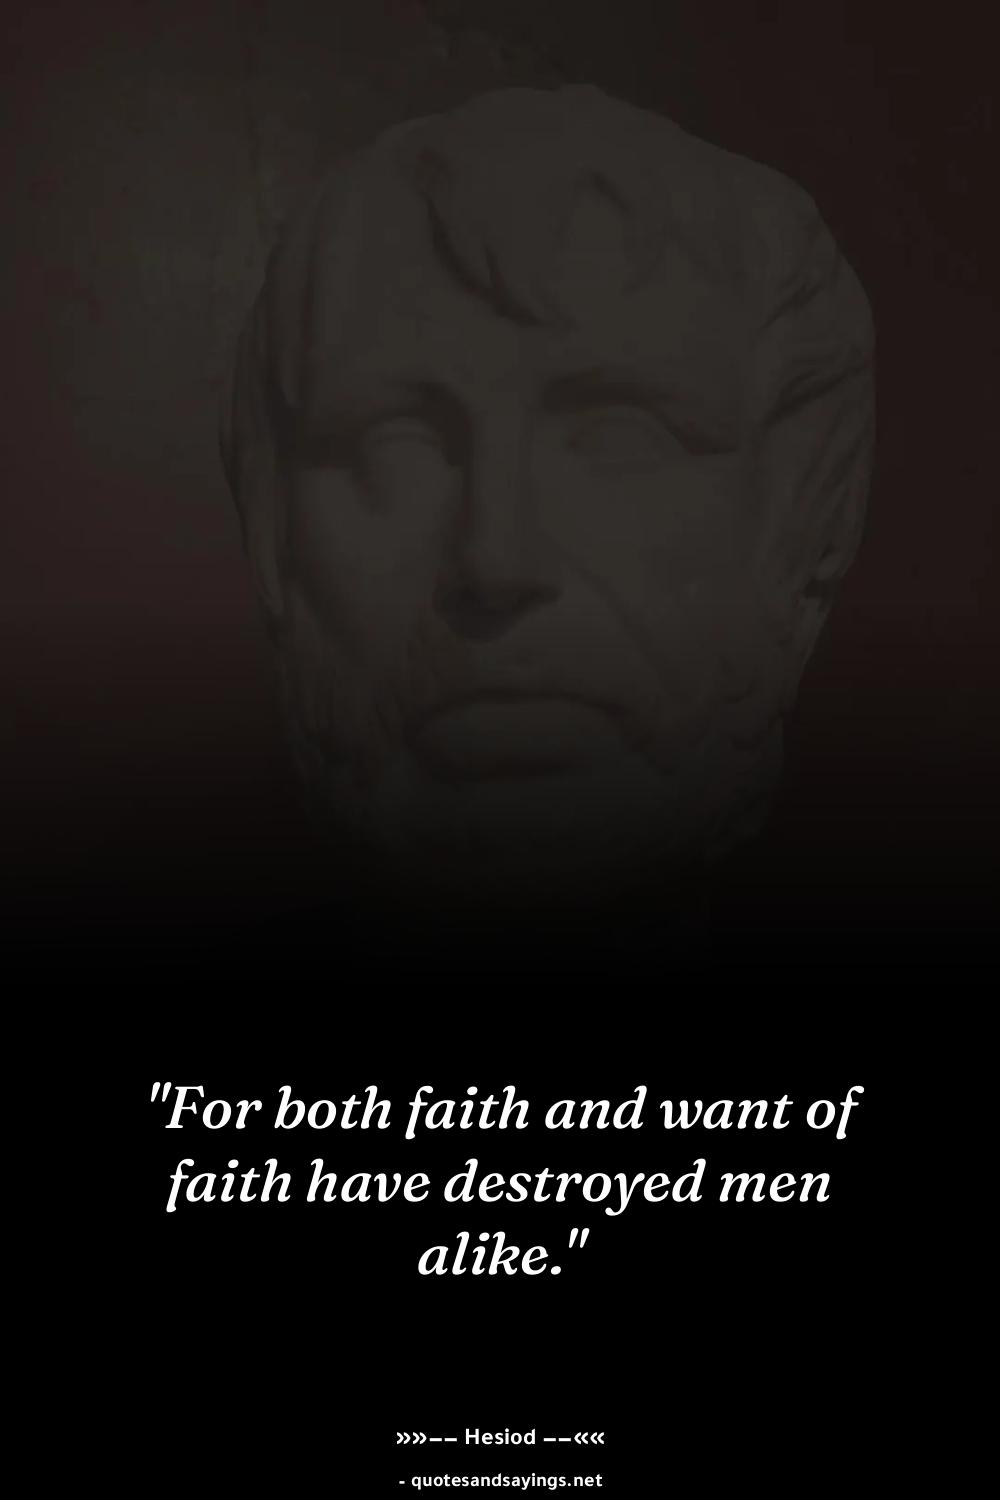 "For both faith and want of
faith have destroyed men
alike."
»»–– Hesiod ––««
- quotesandsayings.net